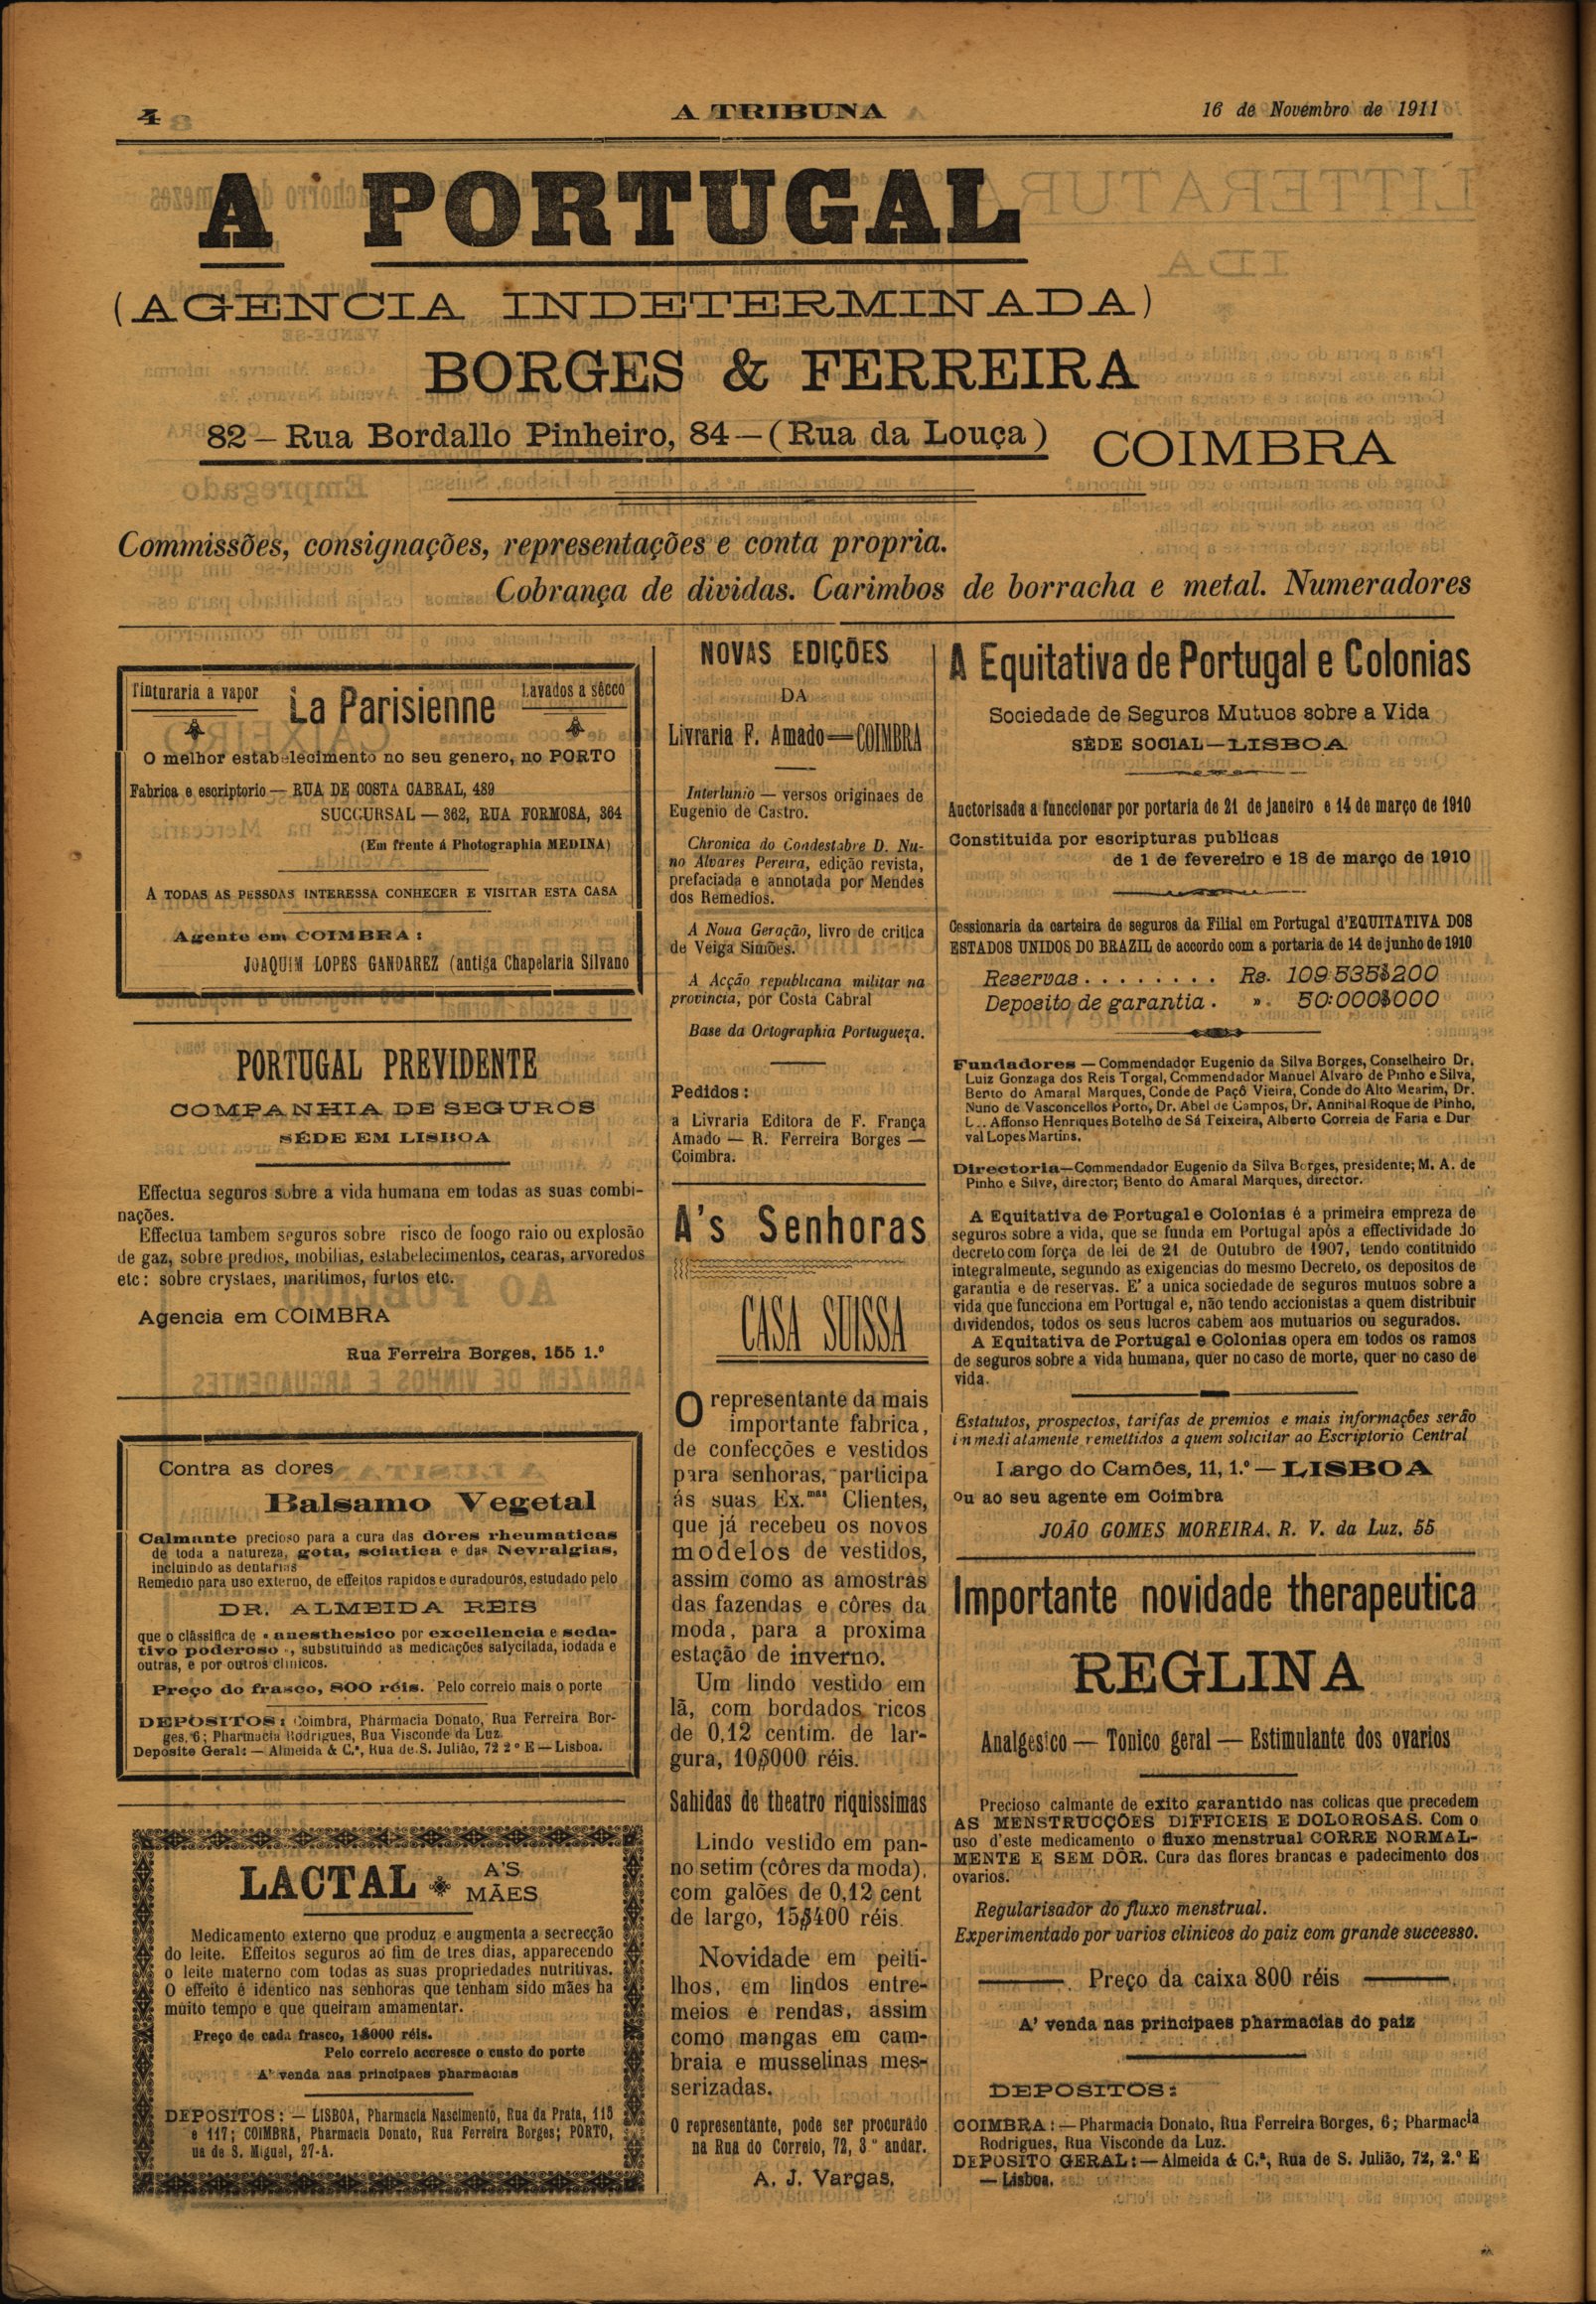 4
A TRIBUNA
16 de Novembro de 1911
A PORTUGAL
(AGENCIA INDETERMINADA)
BORGES & FERREIRA
82 — Rua Bordallo Pinheiro, 84 — (Rua da Louça) COIMBRA
Commissões, consignações, representações e conta propria.
Cobrança de dividas. Carimbos de borracha e metal. Numeradores
Tinturaria a vapor
La Parisienne
Lavados a sêcco
O melhor estabelecimento no seu genero, no PORTO
Fabrica e escriptorio — RUA DE COSTA CABRAL, 489
SUCCURSAL — 362, RUA FORMOSA, 364
(Em frente á Photographia MEDINA)
A TODAS AS PESSOAS INTERESSA CONHECER E VISITAR ESTA CASA
Agente em COIMBRA:
JOAQUIM LOPES GANDAREZ (antiga Chapelaria Silvano
PORTUGAL PREVIDENTE
COMPANHIA DE SEGUROS
SÉDE EM LISBOA
Effectua seguros sobre a vida humana em todas as suas combi-
nações.
Effectua tambem seguros sobre risco de foogo raio ou explosão
de gaz, sobre predios, mobilias, estabelecimentos, cearas, arvoredos
etc: sobre crystaes, maritimos, furtos etc.
Agencia em COIMBRA
Rua Ferreira Borges, 155 1.º
Contra as dores
Balsamo Vegetal
Calmante precioso para a cura das dôres rheumaticas
de toda a natureza, gota, sciatica e das Nevralgias,
incluindo as dentarias
Remedio para uso externo, de effeitos rapidos e duradouros, estudado pelo
DR. ALMEIDA REIS
que o classifica de «anesthesico por excellencia e seda-
tivo poderoso», substituindo as medicações salycilada, iodada e
outras, e por outros clinicos.
Preço do frasco, 800 réis. Pelo correio mais o porte
DEPOSITOS: Coimbra, Pharmacia Donato, Rua Ferreira Bor-
ges, 6; Pharmacia Rodrigues, Rua Visconde da Luz.
Deposito Geral: — Almeida & C.ª, Rua de S. Julião, 72 2º E — Lisboa.
LACTAL A'S MÃES
Medicamento externo que produz e augmenta a secrecção
do leite. Effeitos seguros ao fim de tres dias, apparecendo
o leite materno com todas as suas propriedades nutritivas.
O effeito é identico nas senhoras que tenham sido mães ha
muito tempo e que queiram amamentar.
Preço de cada frasco, 1$000 réis.
Pelo correio accresce o custo do porte
A' venda nas principaes pharmacias
DEPOSITOS: — LISBOA, Pharmacia Nascimento, Rua da Prata, 115
e 117; COIMBRA, Pharmacia Donato, Rua Ferreira Borges; PORTO,
ua de S. Miguel, 27-A.
NOVAS EDIÇÕES
DA
Livraria F. Amado — COIMBRA
Interlunio — versos originaes de
Eugenio de Castro.
Chronica do Condestabre D. Nu-
no Alvares Pereira, edição revista,
prefaciada e annotada por Mendes
dos Remedios.
A Nova Geração, livro de critica
de Veiga Simões.
A Acção republicana militar na
provincia, por Costa Cabral
Base da Ortographia Portugueza.
Pedidos:
a Livraria Editora de F. França
Amado — R. Ferreira Borges —
Coimbra.
A's Senhoras
CASA SUISSA
O representante da mais
importante fabrica,
de confecções e vestidos
para senhoras, participa
ás suas Ex.mas Clientes,
que já recebeu os novos
modelos de vestidos,
assim como as amostras
das fazendas e côres da
moda, para a proxima
estação de inverno.
Um lindo vestido em
lã, com bordados ricos
de 0,12 centim. de lar-
gura, 10$000 réis.
Sahidas de theatro riquissimas
Lindo vestido em pan-
no setim (côres da moda),
com galões de 0,12 cent
de largo, 15$400 réis.
Novidade em peiti-
lhos, em lindos entre-
meios e rendas, assim
como mangas em cam-
braia e musselinas mes-
serizadas.
O representante, pode ser procurado
na Rua do Correio, 72, 3.º andar.
A. J. Vargas.
A Equitativa de Portugal e Colonias
Sociedade de Seguros Mutuos sobre a Vida
SÉDE SOCIAL — LISBOA
Auctorisada a funccionar por portaria de 21 de janeiro e 14 de março de 1910
Constituida por escripturas publicas
de 1 de fevereiro e 18 de março de 1910
Cessionaria da carteira de seguros da Filial em Portugal d'EQUITATIVA DOS
ESTADOS UNIDOS DO BRAZIL de accordo com a portaria de 14 de junho de 1910
Reservas . . . . . . . . . Rs. 109 535$200
Deposito de garantia . » 50:000$000
Fundadores — Commendador Eugenio da Silva Borges, Conselheiro Dr.
Luiz Gonzaga dos Reis Torgal, Commendador Manuel Alvaro de Pinho e Silva,
Bento do Amaral Marques, Conde de Paçô Vieira, Conde do Alto Mearim, Dr.
Nuno de Vasconcellos Porto, Dr. Abel de Campos, Dr. Annibal Roque de Pinho,
L... Affonso Henriques Botelho de Sá Teixeira, Alberto Correia de Faria e Dur
val Lopes Martins.
Directoria — Commendador Eugenio da Silva Borges, presidente; M. A. de
Pinho e Silva, director; Bento do Amaral Marques, director.
A Equitativa de Portugal e Colonias é a primeira empreza de
seguros sobre a vida, que se funda em Portugal após a effectividade do
decreto com força de lei de 21 de Outubro de 1907, tendo contituido
integralmente, segundo as exigencias do mesmo Decreto, os depositos de
garantia e de reservas. E' a unica sociedade de seguros mutuos sobre a
vida que funcciona em Portugal e, não tendo accionistas a quem distribuir
dividendos, todos os seus lucros cabem aos mutuarios ou segurados.
A Equitativa de Portugal e Colonias opera em todos os ramos
de seguros sobre a vida humana, quer no caso de morte, quer no caso de
vida.
Estatutos, prospectos, tarifas de premios e mais informações serão
inmediatamente remettidos a quem solicitar ao Escriptorio Central
Largo do Camões, 11, 1.º — LISBOA
ou ao seu agente em Coimbra
JOÃO GOMES MOREIRA. R. V. da Luz, 55
Importante novidade therapeutica
REGLINA
Analgesico — Tonico geral — Estimulante dos ovarios
Precioso calmante de exito garantido nas colicas que precedem
AS MENSTRUCÇÕES DIFFICEIS E DOLOROSAS. Com o
uso d'este medicamento o fluxo menstrual CORRE NORMAL-
MENTE E SEM DÔR. Cura das flores brancas e padecimento dos
ovarios.
Regularisador do fluxo menstrual.
Experimentado por varios clinicos do paiz com grande successo.
Preço da caixa 800 réis
A' venda nas principaes pharmacias do paiz
DEPOSITOS:
COIMBRA: — Pharmacia Donato, Rua Ferreira Borges, 6; Pharmacia
Rodrigues, Rua Visconde da Luz.
DEPOSITO GERAL: — Almeida & C.ª, Rua de S. Julião, 72, 2.º E
— Lisboa.